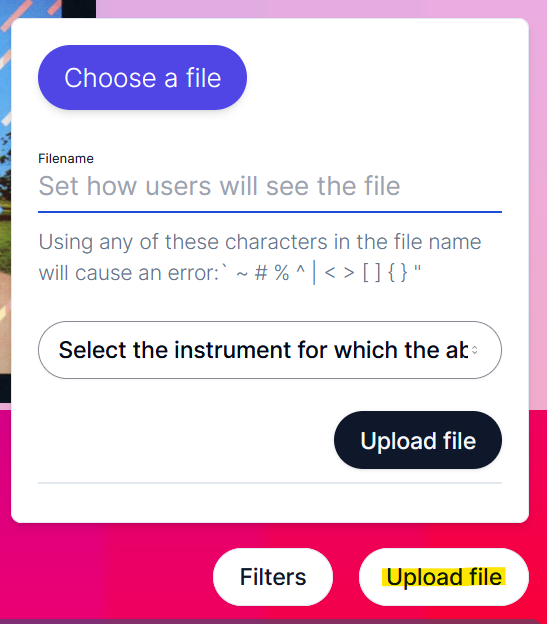 Choose a file
Filename
Set how users will see the file
Using any of these characters in the file name
will cause an error:` ~ # % ^ | < > [ ] { } "
Select the instrument for which the ab
Upload file
Filters
Upload file